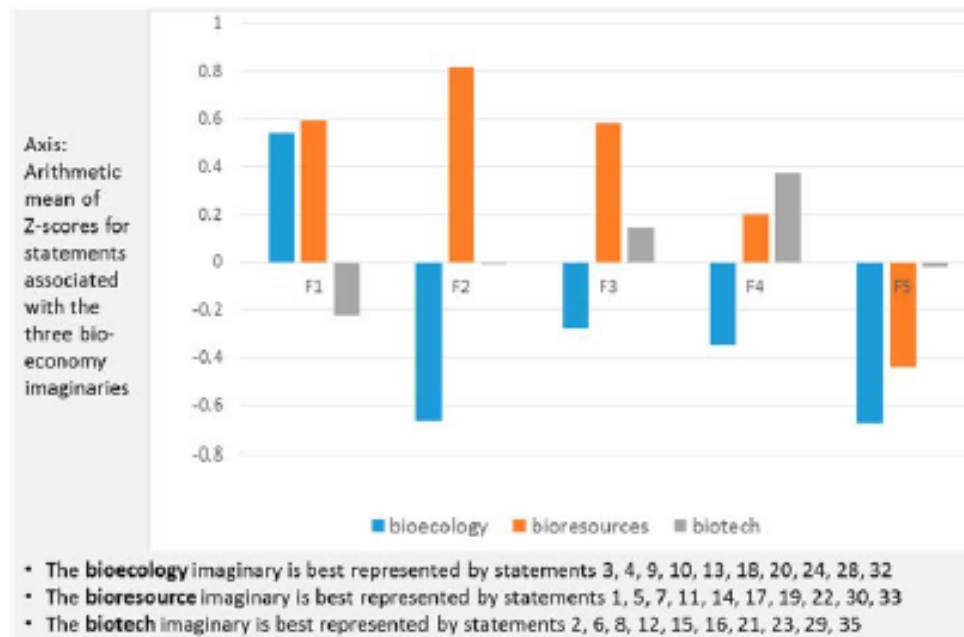 Axis:
Arithmetic
mean of
Z-scores for
statements
associated
with the
three bio-
economy
imaginaries
1
0.8
0.6
0.4
0.2
0
-0.2
-0.4
-0.6
-0.8
F1 F2 F3 F4 F5
bioecology bioresources biotech
• The bioecology imaginary is best represented by statements 3, 4, 9, 10, 13, 18, 20, 24, 28, 32
• The bioresource imaginary is best represented by statements 1, 5, 7, 11, 14, 17, 19, 22, 30, 33
• The biotech imaginary is best represented by statements 2, 6, 8, 12, 15, 16, 21, 23, 29, 35